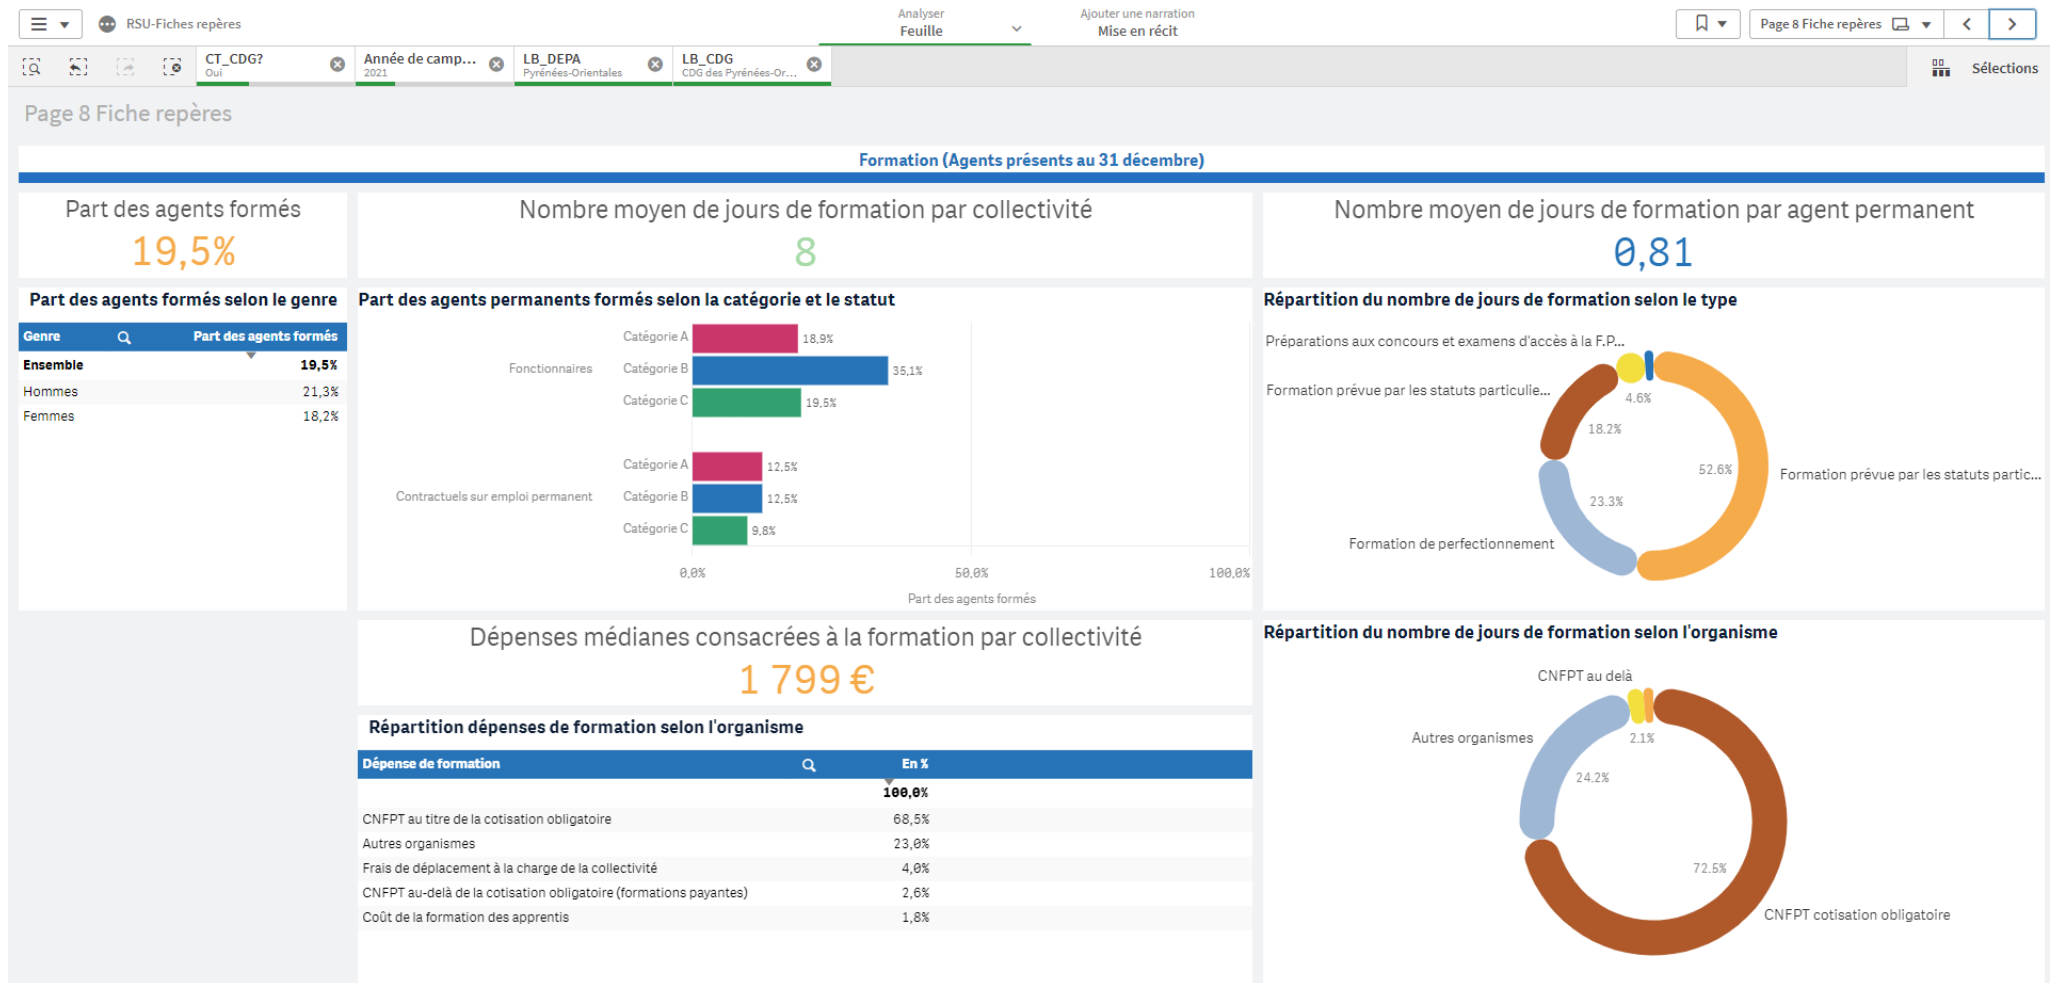 RSU-Fiches repères
Analyser
Feuille
Ajouter une narration
Mise en récit
Page 8 Fiche repères
CT_CDG?
Oui
Année de camp...
2021
LB_DEPA
Pyrénées-Orientales
LB_CDG
CDG des Pyrénées-Or...
Sélections
Page 8 Fiche repères
Formation (Agents présents au 31 décembre)
Part des agents formés
19,5%
Nombre moyen de jours de formation par collectivité
8
Nombre moyen de jours de formation par agent permanent
0,81
Part des agents formés selon le genre
Genre Part des agents formés
Ensemble 19,5%
Hommes 21,3%
Femmes 18,2%
Part des agents permanents formés selon la catégorie et le statut
Fonctionnaires
Catégorie A 18,9%
Catégorie B 35,1%
Catégorie C 19,5%
Contractuels sur emploi permanent
Catégorie A 12,5%
Catégorie B 12,5%
Catégorie C 9,8%
0,0% 50,0% 100,0%
Part des agents formés
Répartition du nombre de jours de formation selon le type
Préparations aux concours et examens d'accès à la F.P...
4.6%
Formation prévue par les statuts particulie...
18.2%
52.6%
Formation prévue par les statuts partic...
23.3%
Formation de perfectionnement
Dépenses médianes consacrées à la formation par collectivité
1 799 €
Répartition dépenses de formation selon l'organisme
Dépense de formation En %
100,0%
CNFPT au titre de la cotisation obligatoire 68,5%
Autres organismes 23,0%
Frais de déplacement à la charge de la collectivité 4,0%
CNFPT au-delà de la cotisation obligatoire (formations payantes) 2,6%
Coût de la formation des apprentis 1,8%
Répartition du nombre de jours de formation selon l'organisme
CNFPT au delà
2.1%
Autres organismes
24.2%
72.5%
CNFPT cotisation obligatoire